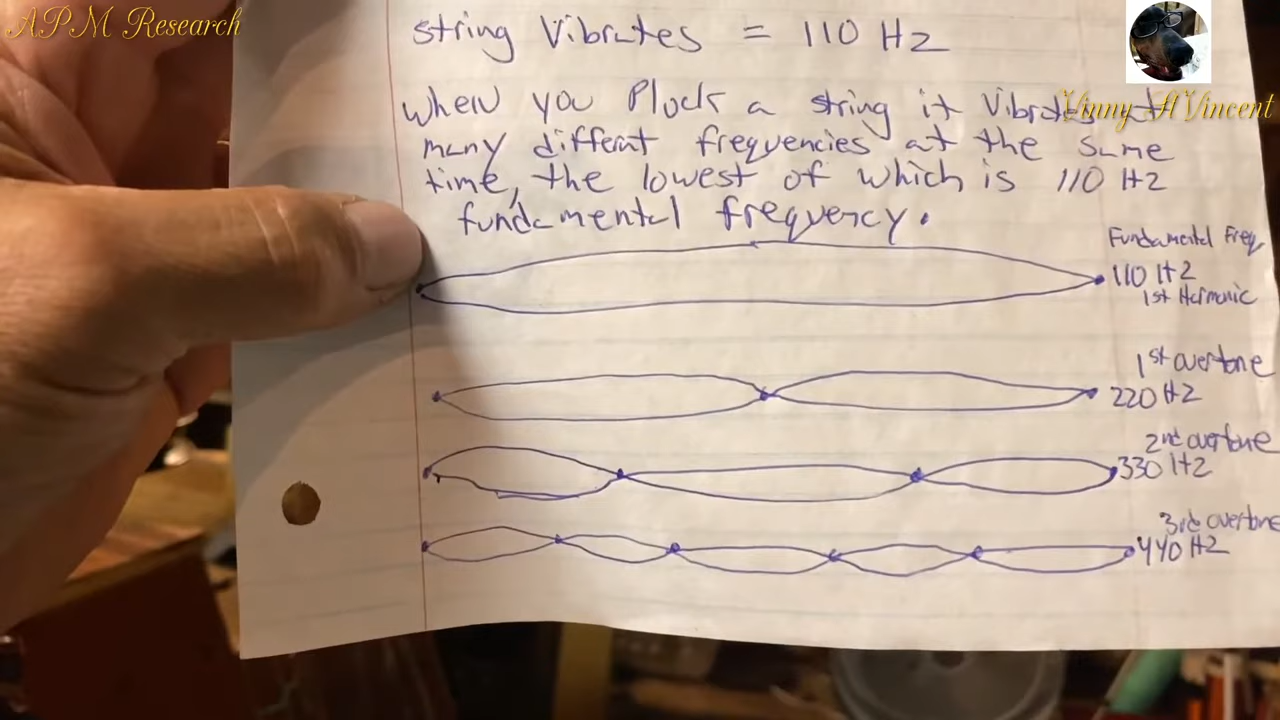 APM Research
string Vibrates = 110 Hz
Vinny A Vincent
when you Pluck a string it Vibrates at
many differat frequencies at the same
time, the lowest of which is 110 Hz
fundamental frequency.
Fundamental Freq
110 Hz
1st Harmonic
1st overtone
220 Hz
2nd overtone
330 Hz
3rd overtone
440 Hz